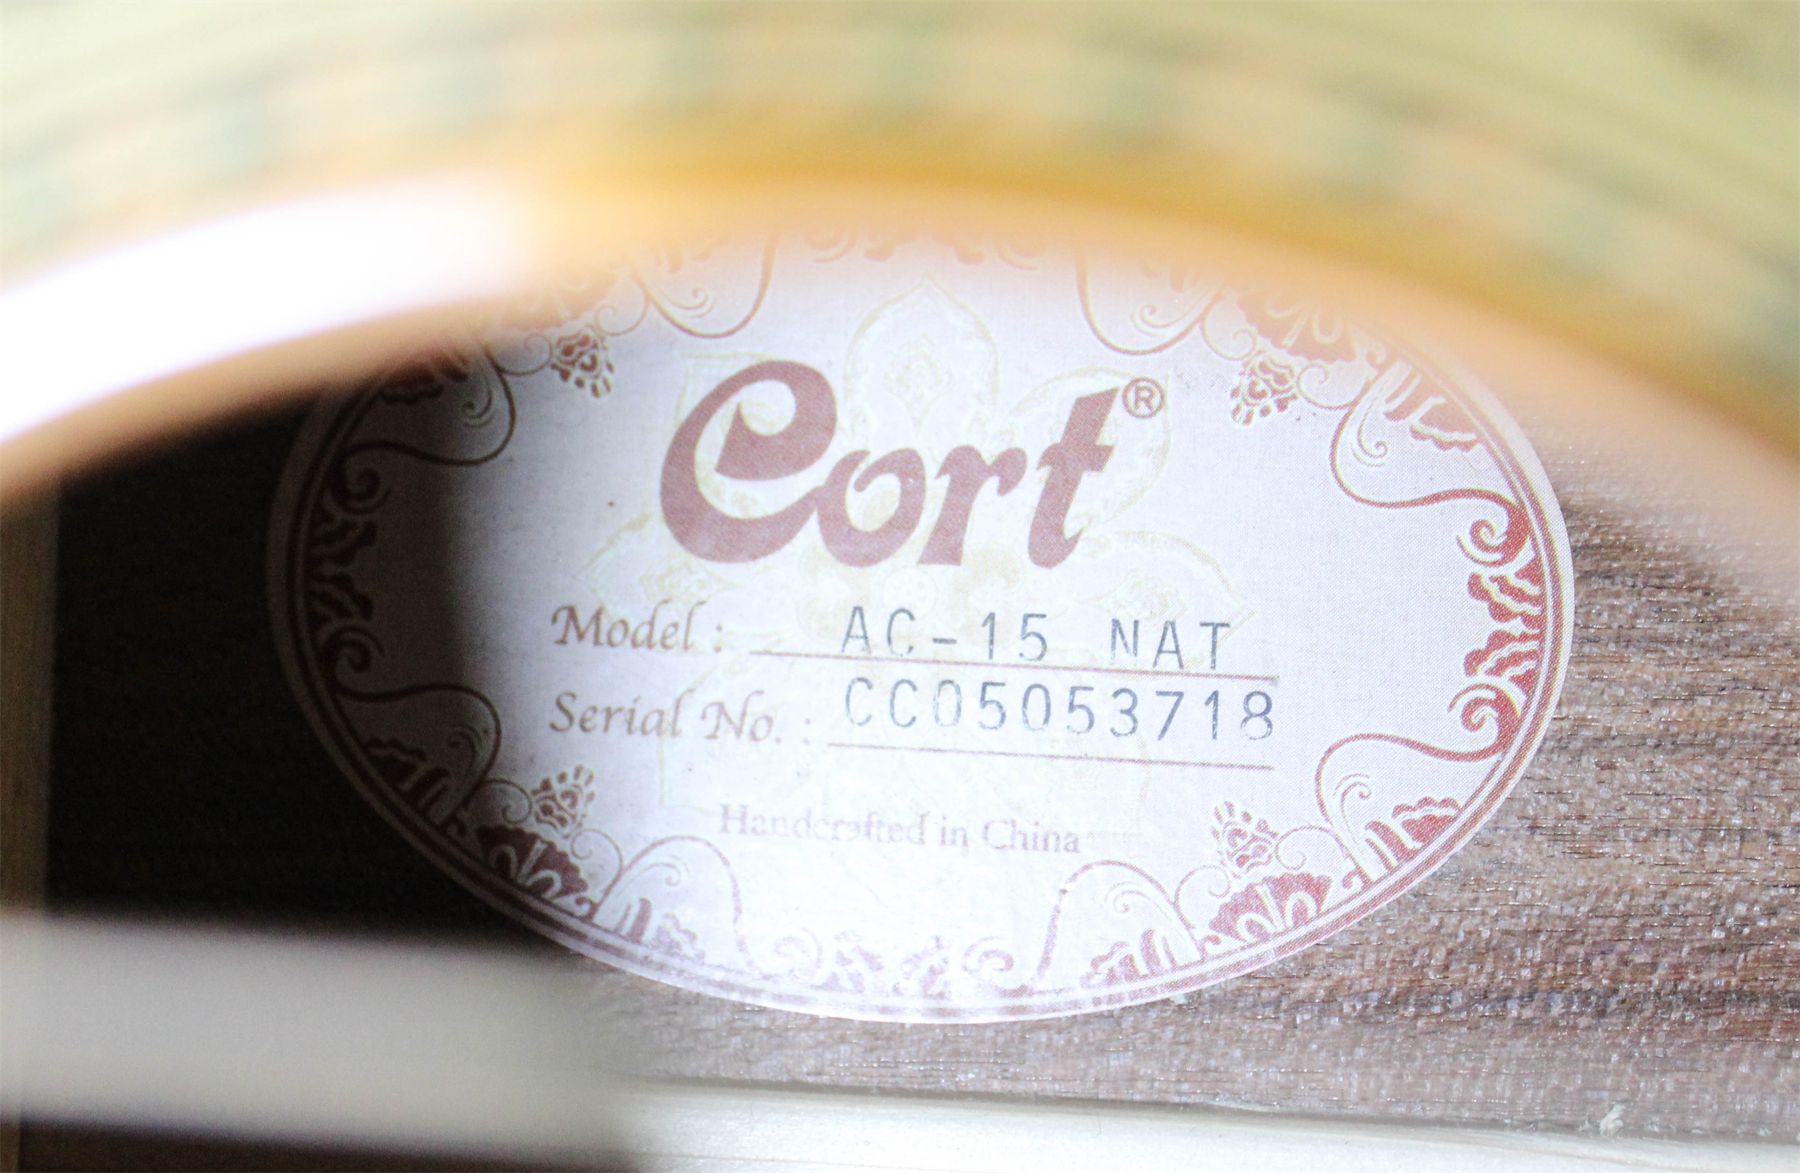 Cort®
Model : AC-15 NAT
Serial No. : CC05053718
Handcrafted in China